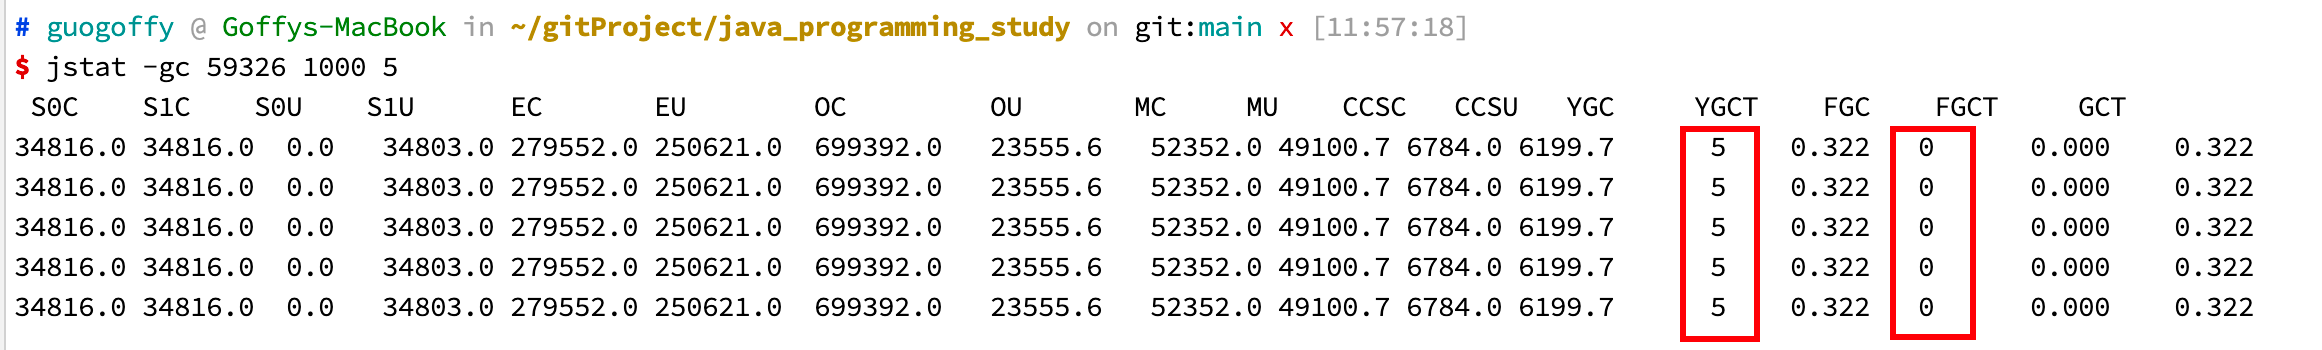 # guogoffy @ Goffys-MacBook in ~/gitProject/java_programming_study on git:main x [11:57:18]
$ jstat -gc 59326 1000 5
S0C S1C S0U S1U EC EU OC OU MC MU CCSC CCSU YGC YGCT FGC FGCT GCT
34816.0 34816.0 0.0 34803.0 279552.0 250621.0 699392.0 23555.6 52352.0 49100.7 6784.0 6199.7 5 0.322 0 0.000 0.322
34816.0 34816.0 0.0 34803.0 279552.0 250621.0 699392.0 23555.6 52352.0 49100.7 6784.0 6199.7 5 0.322 0 0.000 0.322
34816.0 34816.0 0.0 34803.0 279552.0 250621.0 699392.0 23555.6 52352.0 49100.7 6784.0 6199.7 5 0.322 0 0.000 0.322
34816.0 34816.0 0.0 34803.0 279552.0 250621.0 699392.0 23555.6 52352.0 49100.7 6784.0 6199.7 5 0.322 0 0.000 0.322
34816.0 34816.0 0.0 34803.0 279552.0 250621.0 699392.0 23555.6 52352.0 49100.7 6784.0 6199.7 5 0.322 0 0.000 0.322